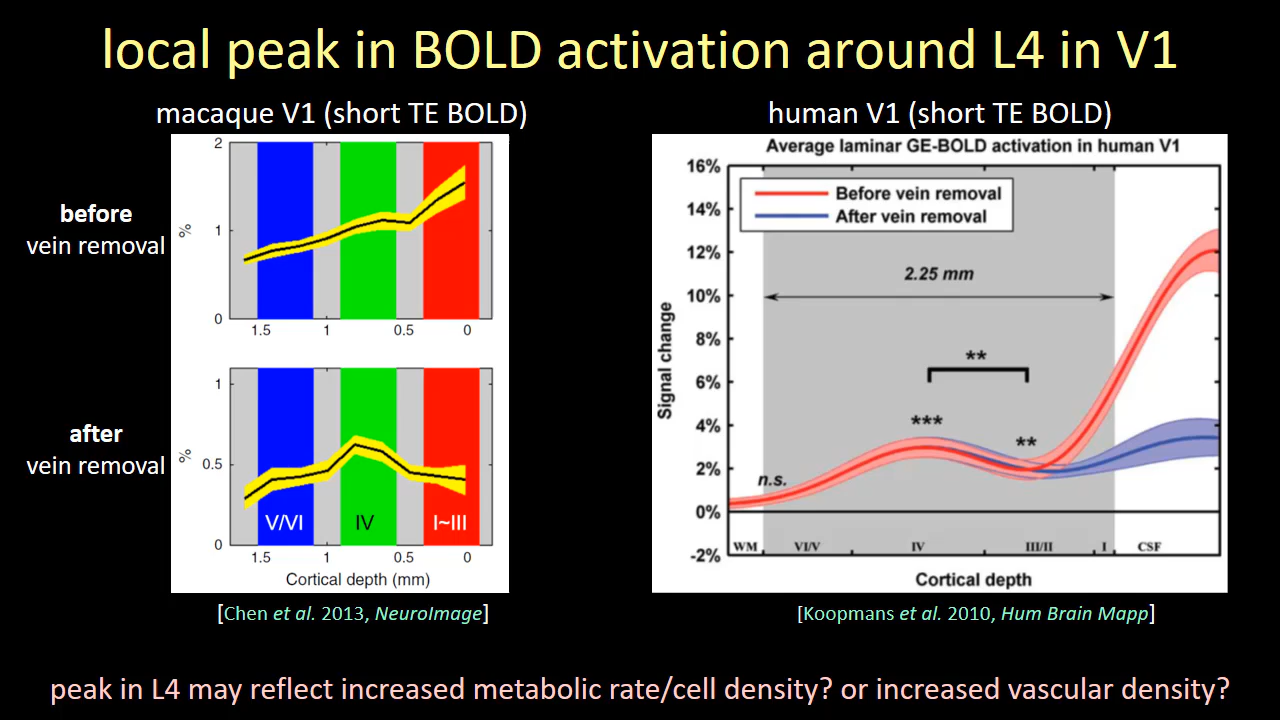 local peak in BOLD activation around L4 in V1
macaque V1 (short TE BOLD)
before
vein removal
%
2
1
0
1.5
1
0.5
0
after
vein removal
%
1
0.5
0
V/VI
IV
I~III
1.5
1
0.5
0
Cortical depth (mm)
[Chen et al. 2013, NeuroImage]
human V1 (short TE BOLD)
Average laminar GE-BOLD activation in human V1
Signal change
16%
14%
12%
10%
8%
6%
4%
2%
0%
-2%
Before vein removal
After vein removal
2.25 mm
**
***
**
n.s.
WM
VI/V
IV
III/II
I
CSF
Cortical depth
[Koopmans et al. 2010, Hum Brain Mapp]
peak in L4 may reflect increased metabolic rate/cell density? or increased vascular density?